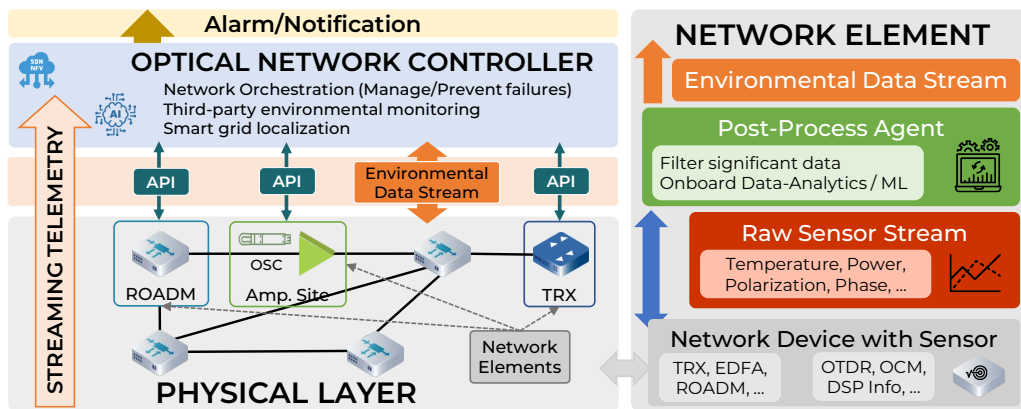 Alarm/Notification
SDN
NFV
OPTICAL NETWORK CONTROLLER
AI
Network Orchestration (Manage/Prevent failures)
Third-party environmental monitoring
Smart grid localization
STREAMING TELEMETRY
API
API
Environmental
Data Stream
API
OSC
ROADM
Amp. Site
TRX
Network
Elements
PHYSICAL LAYER
NETWORK ELEMENT
Environmental Data Stream
Post-Process Agent
Filter significant data
Onboard Data-Analytics / ML
Raw Sensor Stream
Temperature, Power,
Polarization, Phase, ...
Network Device with Sensor
TRX, EDFA,
ROADM, ...
OTDR, OCM,
DSP Info, ...